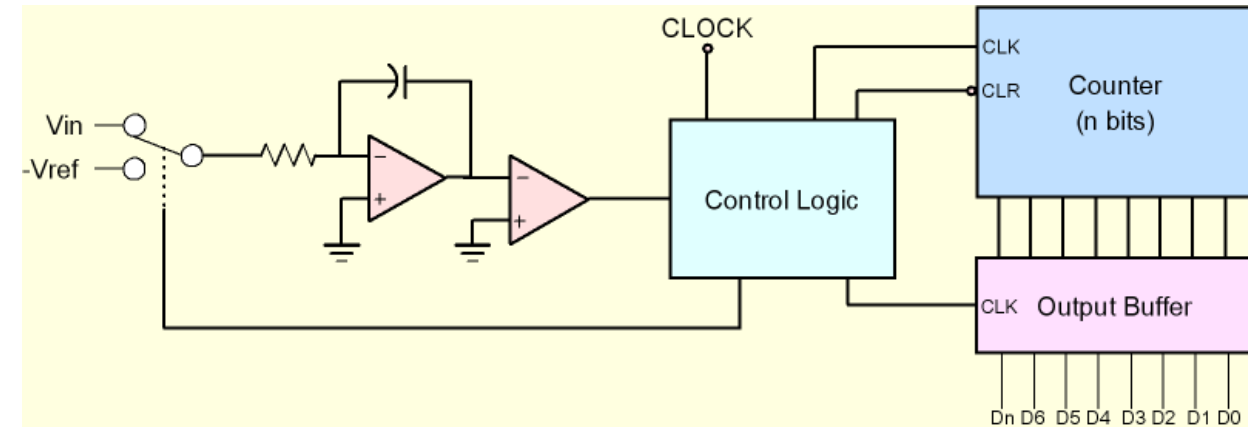 CLOCK
Vin
-Vref
−
+
−
+
Control Logic
CLK
CLR
Counter
(n bits)
CLK
Output Buffer
Dn D6 D5 D4 D3 D2 D1 D0